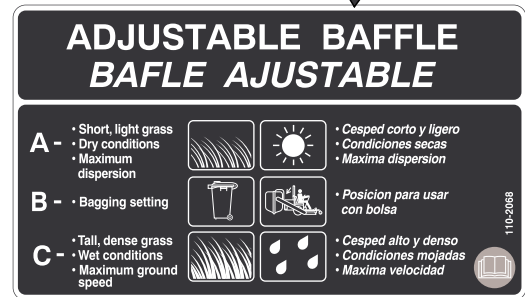 ADJUSTABLE BAFFLE
BAFLE AJUSTABLE
A - • Short, light grass
• Dry conditions
• Maximum
dispersion
• Cesped corto y ligero
• Condiciones secas
• Maxima dispersion
B - • Bagging setting
• Posicion para usar
con bolsa
C - • Tall, dense grass
• Wet conditions
• Maximum ground
speed
• Cesped alto y denso
• Condiciones mojadas
• Maxima velocidad
110-2068